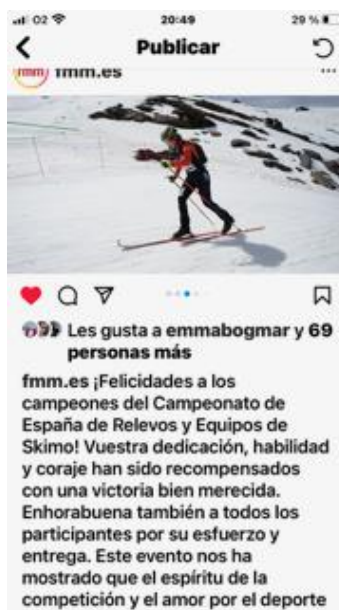 O2 20:49 29 %
Publicar
fmm fmm.es
Les gusta a emmabogmar y 69
personas más
fmm.es ¡Felicidades a los
campeones del Campeonato de
España de Relevos y Equipos de
Skimo! Vuestra dedicación, habilidad
y coraje han sido recompensados
con una victoria bien merecida.
Enhorabuena también a todos los
participantes por su esfuerzo y
entrega. Este evento nos ha
mostrado que el espíritu de la
competición y el amor por el deporte